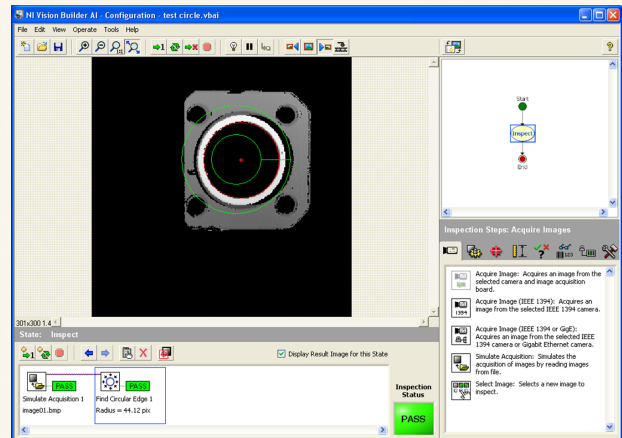 NI Vision Builder AI - Configuration - test circle.vbai
File Edit View Operate Tools Help
Start
Inspect
End
301x300 1.4
State: Inspect
Display Result Image for this State
PASS
PASS
Simulate Acquisition 1
Find Circular Edge 1
image01.bmp
Radius = 44.12 pix
Inspection
Status
PASS
Inspection Steps: Acquire Images
Acquire Image: Acquires an image from the
selected camera and image acquisition
board.
Acquire Image (IEEE 1394): Acquires an
image from the selected IEEE 1394 camera.
1394
Acquire Image (IEEE 1394 or GigE):
Acquires an image from the selected IEEE
1394 camera or Gigabit Ethernet camera.
Simulate Acquisition: Simulates the
acquisition of images by reading images
from file.
Select Image: Selects a new image to
inspect.